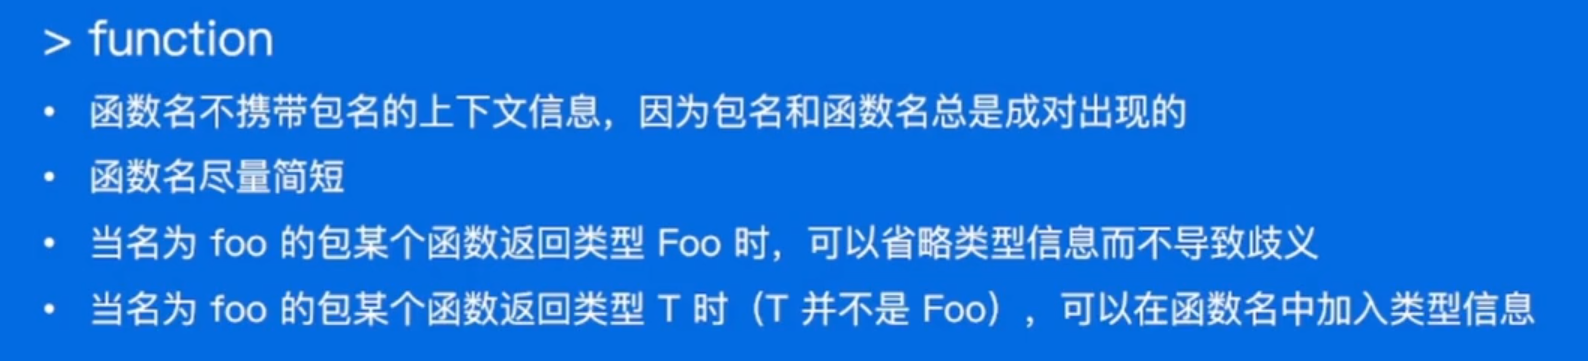 > function
• 函数名不携带包名的上下文信息，因为包名和函数名总是成对出现的
• 函数名尽量简短
• 当名为 foo 的包某个函数返回类型 Foo 时，可以省略类型信息而不导致歧义
• 当名为 foo 的包某个函数返回类型 T 时（T 并不是 Foo），可以在函数名中加入类型信息